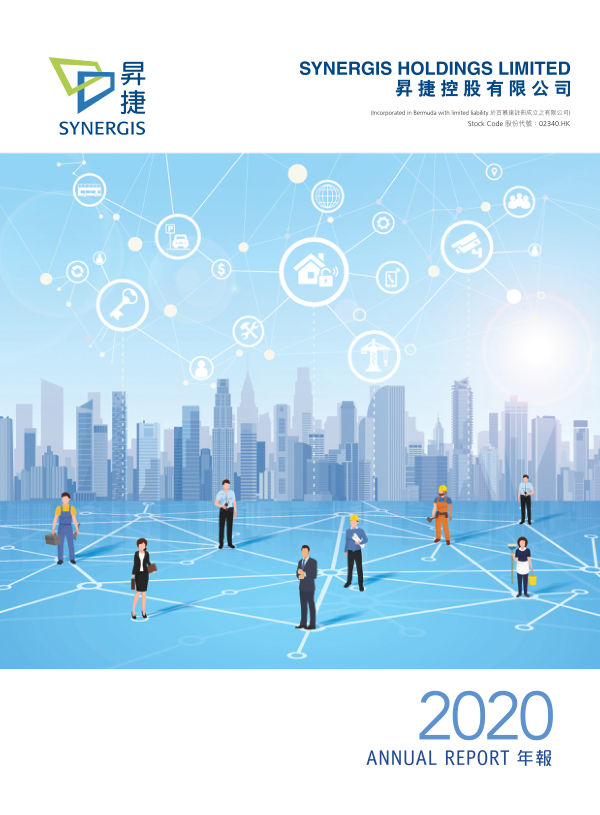 昇
捷
SYNERGIS
SYNERGIS HOLDINGS LIMITED
昇捷控股有限公司
(Incorporated in Bermuda with limited liability 於百慕達註冊成立之有限公司)
Stock Code 股份代號：02340.HK
P
$
2020
ANNUAL REPORT 年報